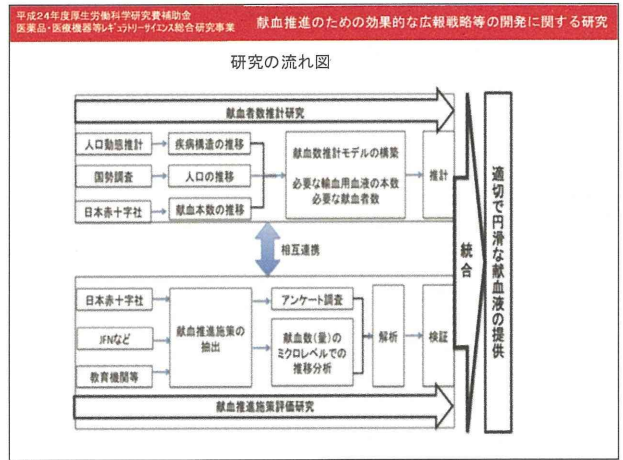 平成24年度厚生労働科学研究費補助金
医薬品・医療機器等レギュラトリーサイエンス総合研究事業
献血推進のための効果的な広報戦略等の開発に関する研究
研究の流れ図
献血者数推計研究
人口動態推計
疾病構造の推移
国勢調査
人口の推移
日本赤十字社
献血本数の推移
献血数推計モデルの構築
必要な輸血用血液の本数
必要な献血者数
推計
相互連携
日本赤十字社
JFNなど
教育機関等
献血推進施策の
抽出
アンケート調査
献血数(量)の
ミクロレベルでの
推移分析
解析
検証
献血推進施策評価研究
統合
適切で円滑な献血液の提供